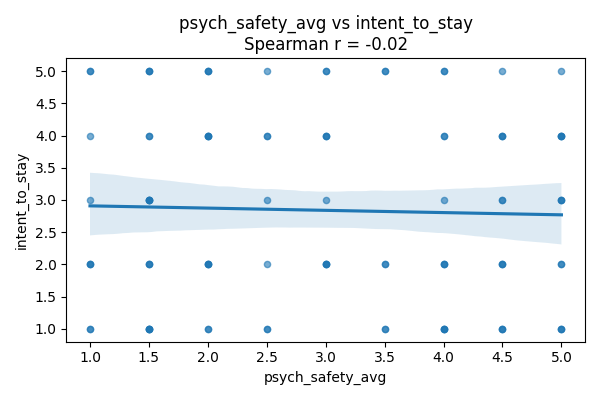 psych_safety_avg vs intent_to_stay
Spearman r = -0.02
5.0
4.5
4.0
3.5
3.0
2.5
2.0
1.5
1.0
intent_to_stay
1.0 1.5 2.0 2.5 3.0 3.5 4.0 4.5 5.0
psych_safety_avg